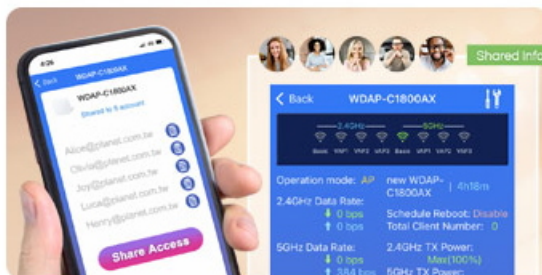 4:26
Back WDAP-C1800AX
WDAP-C1800AX
Shared to 5 account
Alice@planet.com.tw
Olivia@planet.com.tw
Joy@planet.com.tw
Luca@planet.com.tw
Henry@planet.com.tw
Share Access
Shared Info
Back WDAP-C1800AX
2.4GHz 5GHz
Basic VAP1 VAP2 VAP3 Basic VAP1 VAP2 VAP3
Operation mode: AP
2.4GHz Data Rate:
0 bps
0 bps
5GHz Data Rate:
0 bps
384 bps
new WDAP-C1800AX | 4h18m
Schedule Reboot: Disable
Total Client Number: 0
2.4GHz TX Power:
Max(100%)
5GHz TX Power: